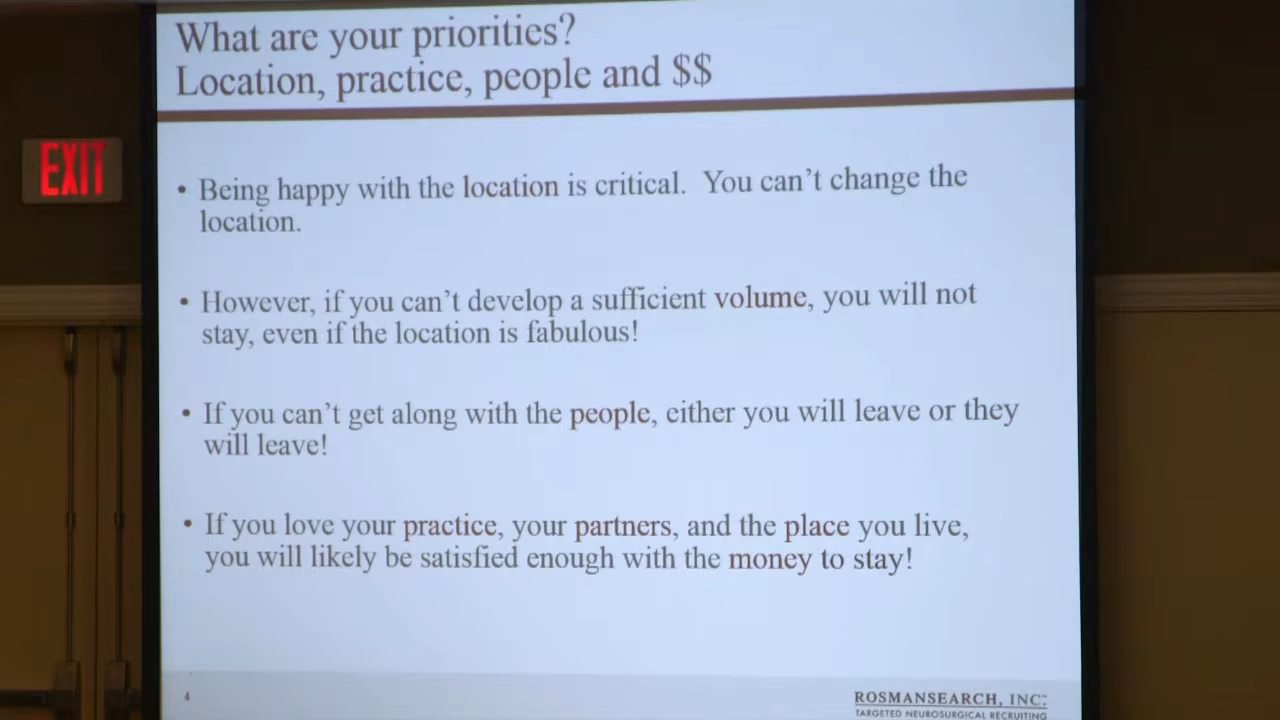 What are your priorities?
Location, practice, people and $$
EXIT
• Being happy with the location is critical.  You can't change the
location.
• However, if you can't develop a sufficient volume, you will not
stay, even if the location is fabulous!
• If you can't get along with the people, either you will leave or they
will leave!
• If you love your practice, your partners, and the place you live,
you will likely be satisfied enough with the money to stay!
4
ROSMANSEARCH, INC.
TARGETED NEUROSURGICAL RECRUITING